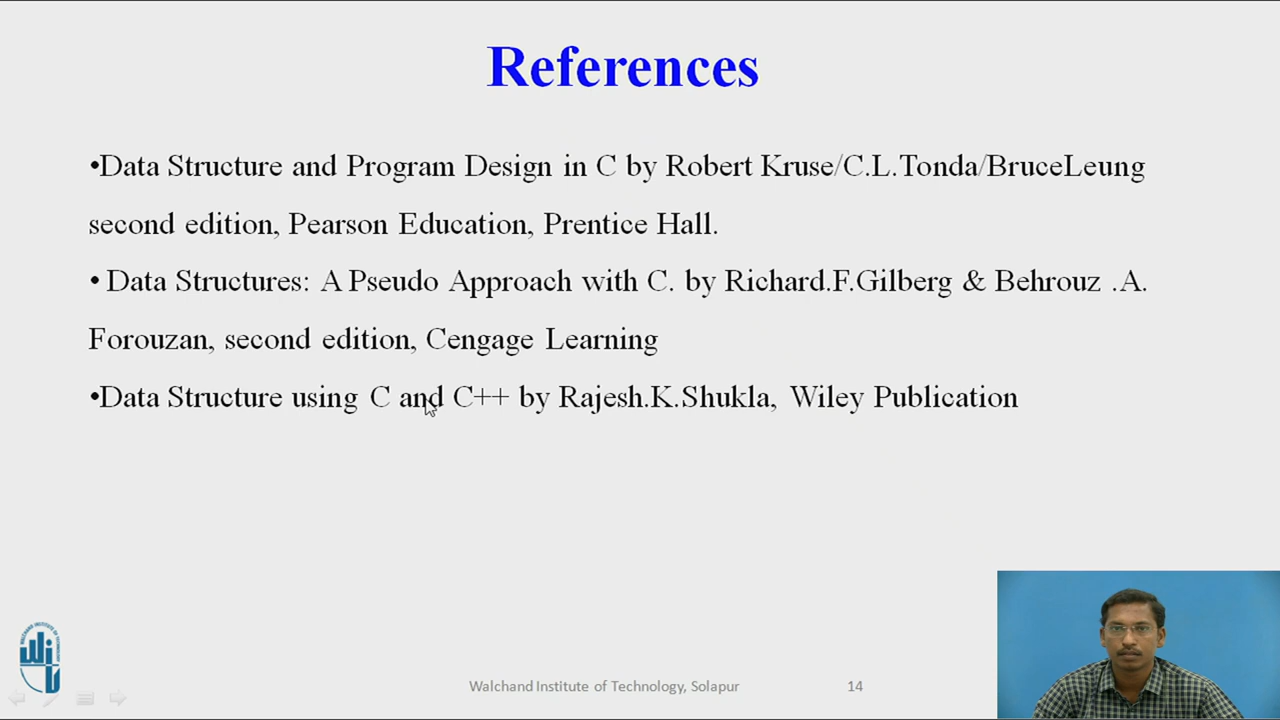 References
•Data Structure and Program Design in C by Robert Kruse/C.L.Tonda/BruceLeung
second edition, Pearson Education, Prentice Hall.
• Data Structures: A Pseudo Approach with C. by Richard.F.Gilberg & Behrouz .A.
Forouzan, second edition, Cengage Learning
•Data Structure using C and C++ by Rajesh.K.Shukla, Wiley Publication
Walchand Institute of Technology, Solapur 14